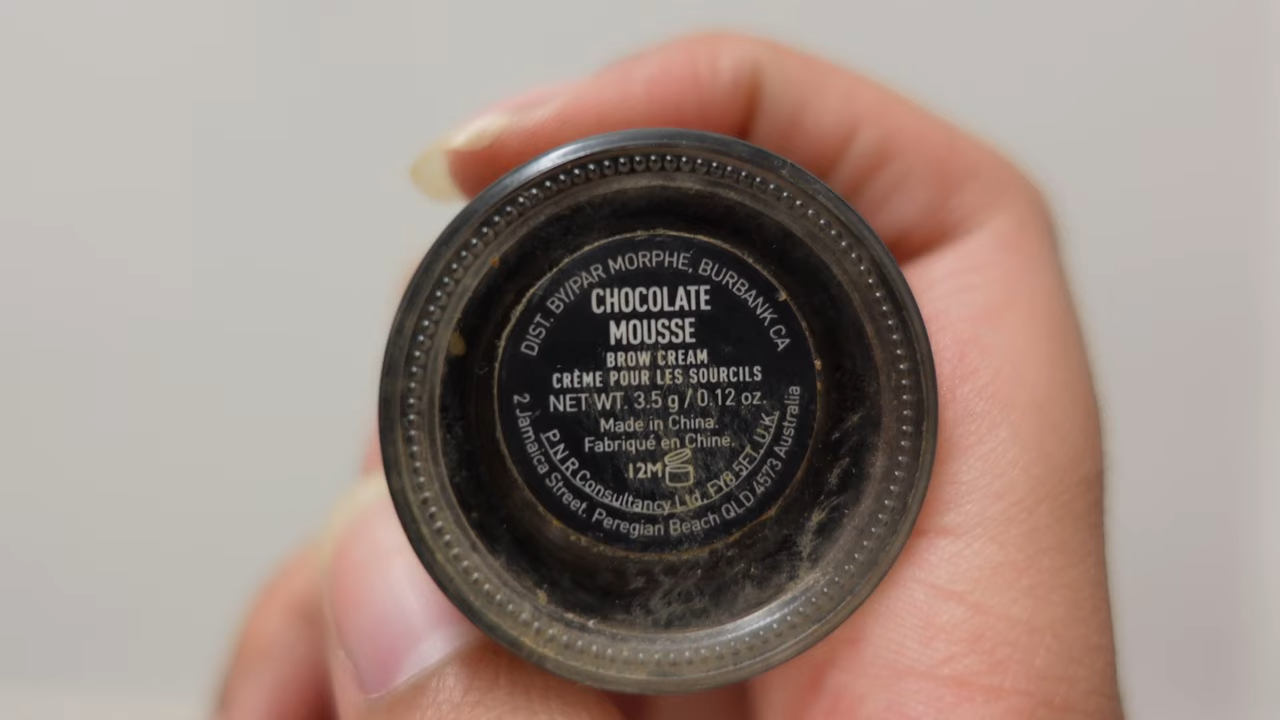 DIST. BY/PAR MORPHE, BURBANK CA
CHOCOLATE
MOUSSE
BROW CREAM
CRÈME POUR LES SOURCILS
NET WT. 3.5 g / 0.12 oz.
Made in China.
Fabriqué en Chine.
12M
P.N.R Consultancy Ltd. FY8 5FT U.K.
2 Jamaica Street. Peregian Beach QLD 4573 Australia